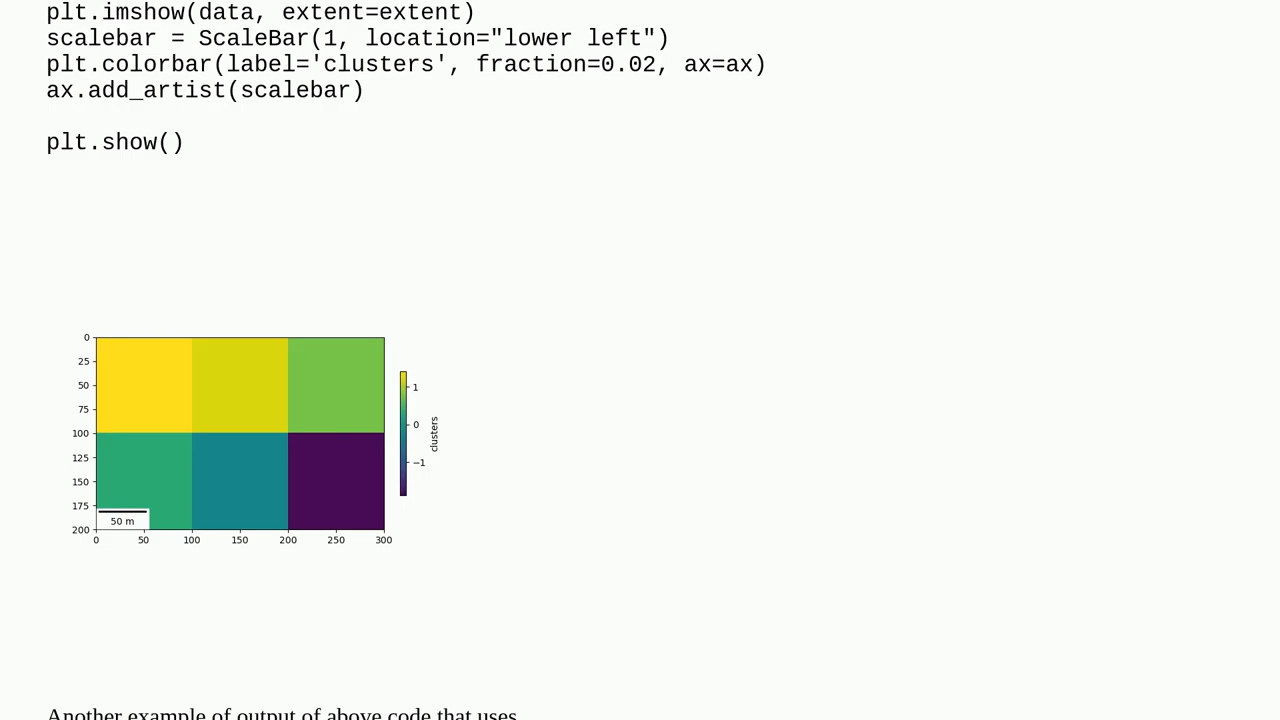 plt.imshow(data, extent=extent)
scalebar = ScaleBar(1, location="lower left")
plt.colorbar(label='clusters', fraction=0.02, ax=ax)
ax.add_artist(scalebar)
plt.show()
0
25
50
75
100
125
150
175
200
50 m
0 50 100 150 200 250 300
1
0
−1
clusters
Another example of output of above code that uses